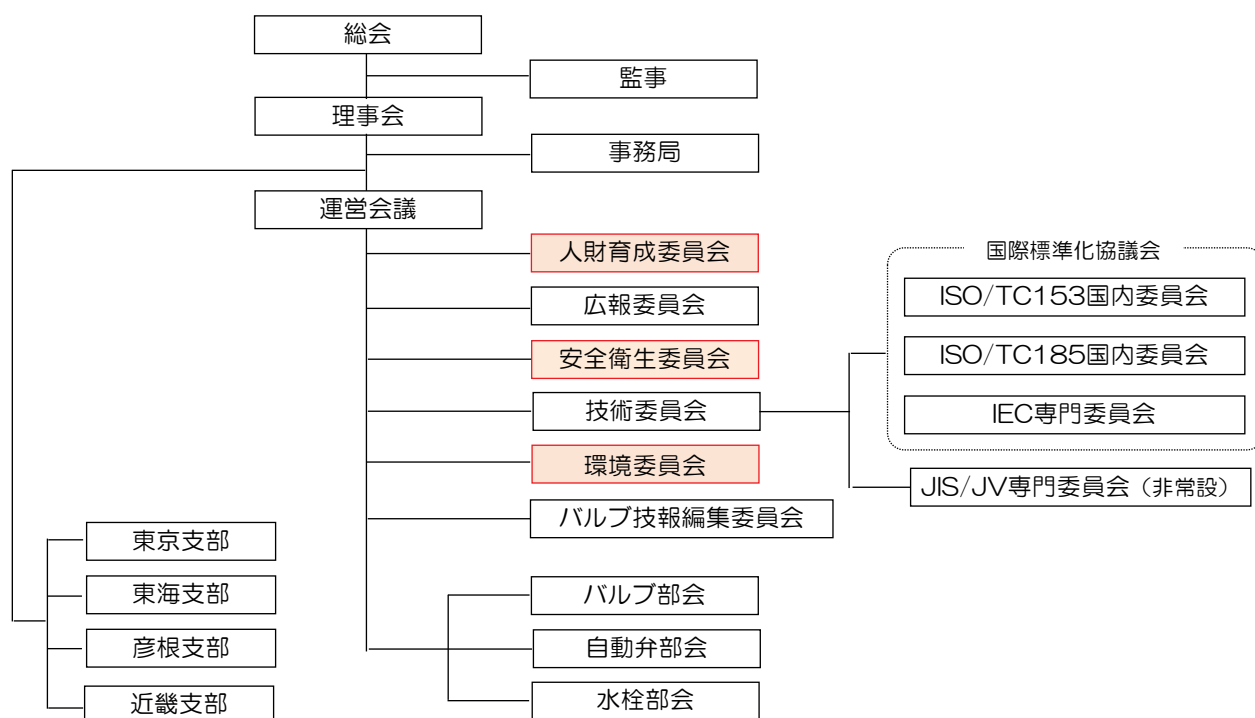 総会
監事
理事会
事務局
運営会議
人財育成委員会
広報委員会
安全衛生委員会
技術委員会
環境委員会
バルブ技報編集委員会
国際標準化協議会
ISO/TC153国内委員会
ISO/TC185国内委員会
IEC専門委員会
JIS/JV専門委員会（非常設）
バルブ部会
自動弁部会
水栓部会
東京支部
東海支部
彦根支部
近畿支部